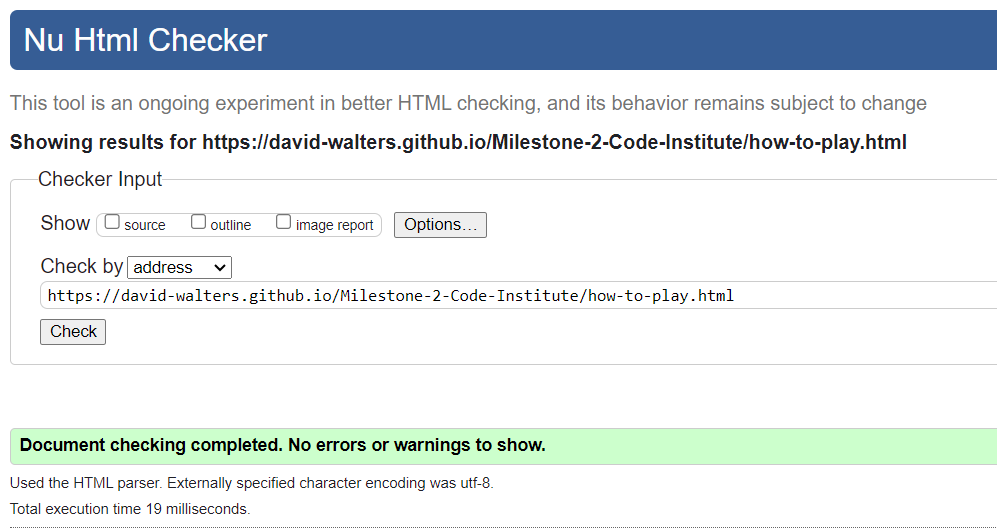 Nu Html Checker
This tool is an ongoing experiment in better HTML checking, and its behavior remains subject to change
Showing results for https://david-walters.github.io/Milestone-2-Code-Institute/how-to-play.html
Checker Input
Show source outline image report Options...
Check by address
https://david-walters.github.io/Milestone-2-Code-Institute/how-to-play.html
Check
Document checking completed. No errors or warnings to show.
Used the HTML parser. Externally specified character encoding was utf-8.
Total execution time 19 milliseconds.